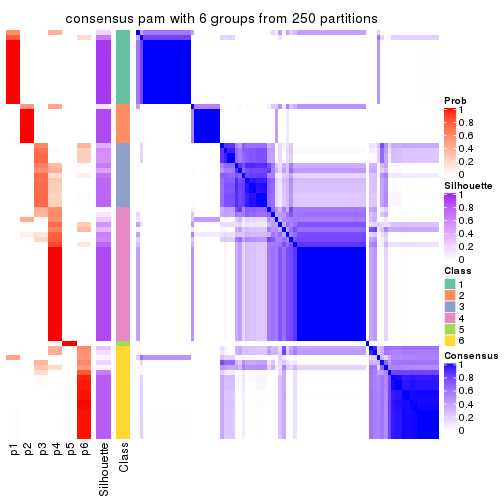 consensus pam with 6 groups from 250 partitions
Prob
1
0.8
0.6
0.4
0.2
0
Silhouette
1
0.8
0.6
0.4
0.2
0
Class
1
2
3
4
5
6
Consensus
1
0.8
0.6
0.4
0.2
0
p1
p2
p3
p4
p5
p6
Silhouette
Class